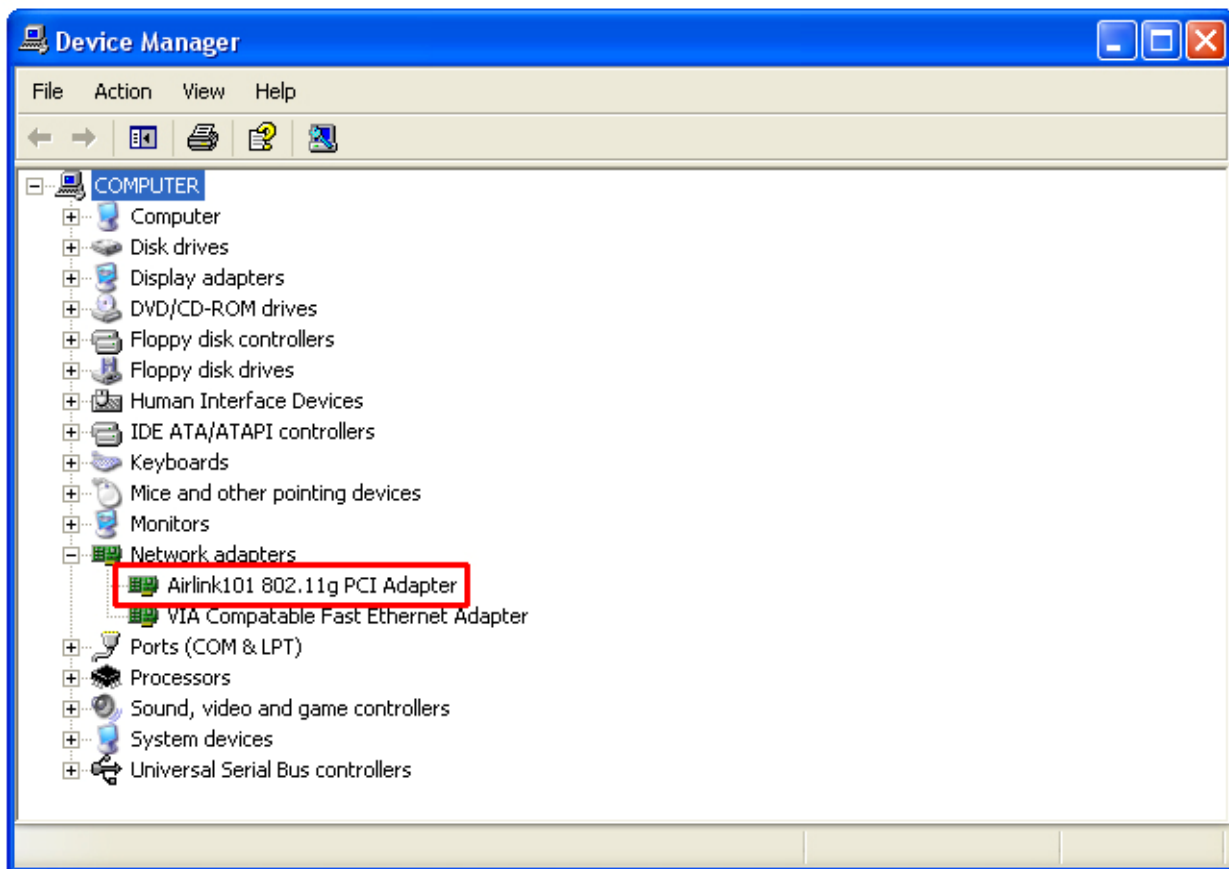 Device Manager
File Action View Help
COMPUTER
Computer
Disk drives
Display adapters
DVD/CD-ROM drives
Floppy disk controllers
Floppy disk drives
Human Interface Devices
IDE ATA/ATAPI controllers
Keyboards
Mice and other pointing devices
Monitors
Network adapters
Airlink101 802.11g PCI Adapter
VIA Compatable Fast Ethernet Adapter
Ports (COM & LPT)
Processors
Sound, video and game controllers
System devices
Universal Serial Bus controllers